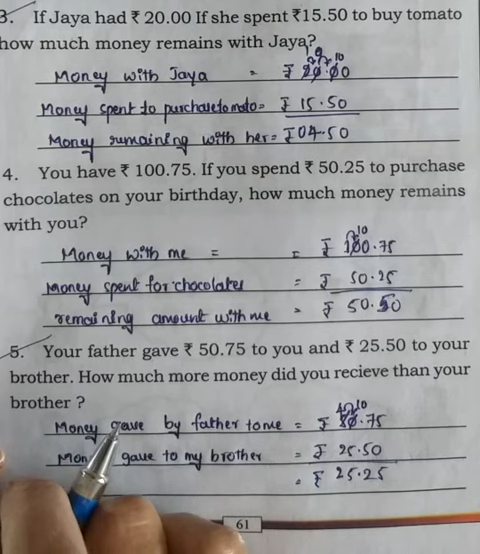 3. If Jaya had ₹ 20.00 If she spent ₹15.50 to buy tomato
how much money remains with Jaya?
Money with Jaya = ₹ 20.00
Money spent to purchase tomato = ₹ 15.50
Money remaining with her = ₹ 04.50
4. You have ₹ 100.75. If you spend ₹ 50.25 to purchase
chocolates on your birthday, how much money remains
with you?
Money with me = = ₹ 100.75
Money spent for chocolates = ₹ 50.25
remaining amount with me = ₹ 50.50
5. Your father gave ₹ 50.75 to you and ₹ 25.50 to your
brother. How much more money did you recieve than your
brother ?
Money gave by father to me = ₹ 50.75
gave to my brother = ₹ 25.50
= ₹ 25.25
61